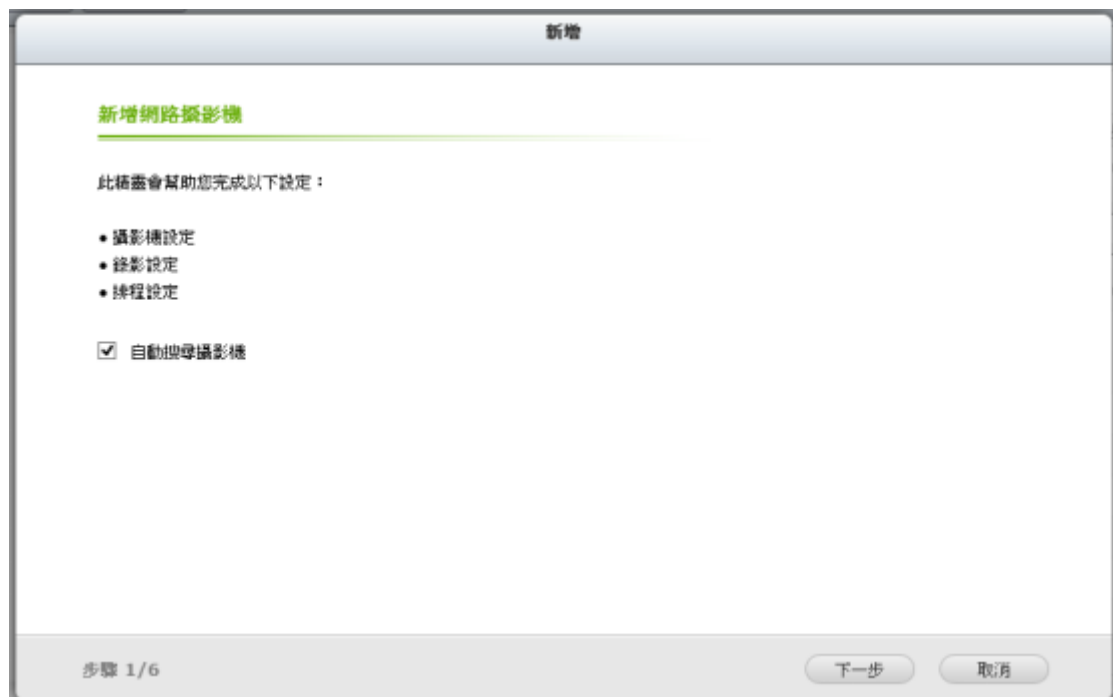 新增
新增網路攝影機
此精靈會幫助您完成以下設定：
• 攝影機設定
• 錄影設定
• 排程設定
自動搜尋攝影機
步驟 1/6
下一步
取消